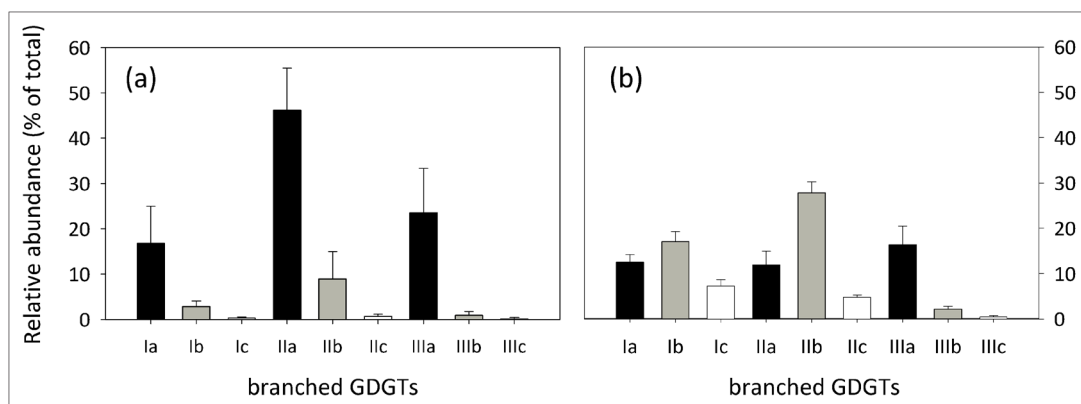 Relative abundance (% of total)
60
50
40
30
20
10
0
(a)
Ia Ib Ic IIa IIb IIc IIIa IIIb IIIc
branched GDGTs
(b)
60
50
40
30
20
10
0
Ia Ib Ic IIa IIb IIc IIIa IIIb IIIc
branched GDGTs